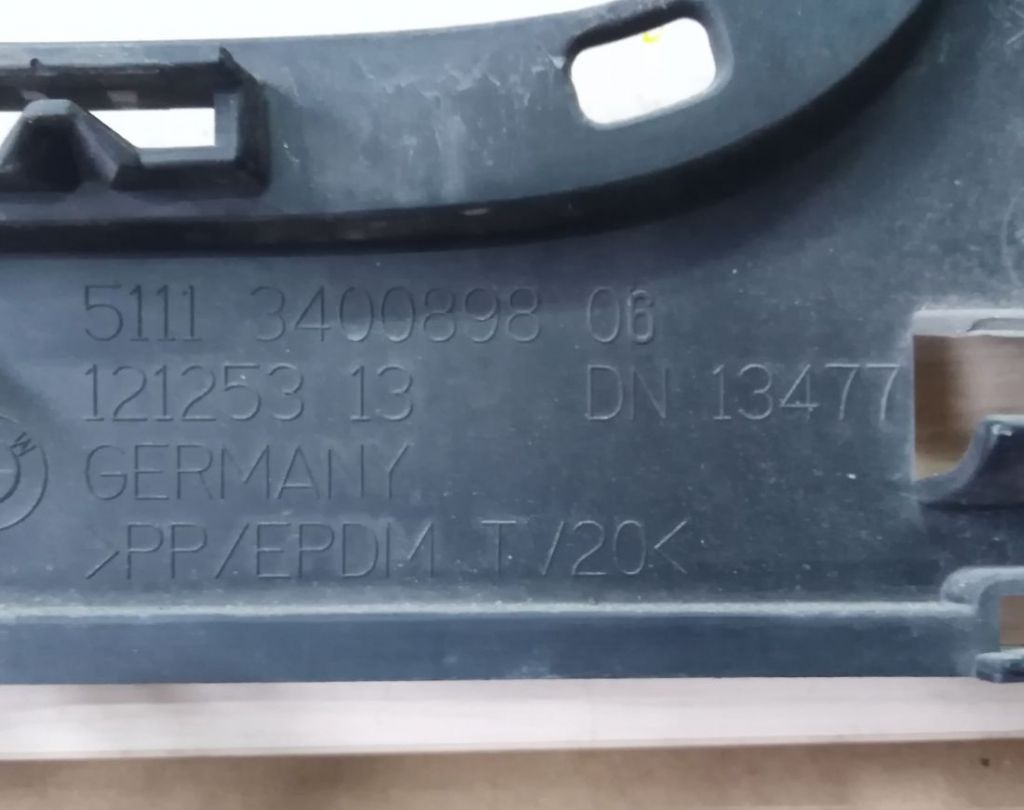 5111 3400898 06
121253 13 DN 13477
GERMANY
>PP/EPDM T/20<
W